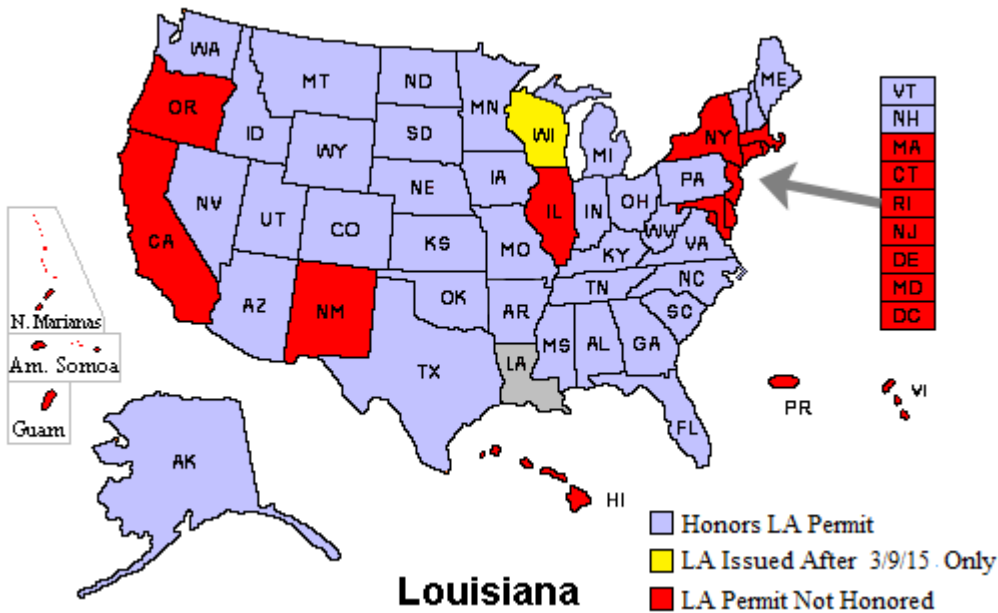 WA
MT
ND
MN
ME
VT
NH
OR
ID
SD
WI
MI
NY
MA
WY
CT
IA
PA
RI
NE
OH
NV
UT
IL
IN
NJ
CO
WV
VA
DE
CA
KS
MO
KY
MD
NC
TN
DC
OK
AZ
NM
AR
SC
N. Marianas
MS
AL
GA
Am. Somoa
LA
TX
VI
PR
Guam
FL
AK
HI
Honors LA Permit
LA Issued After 3/9/15 Only
LA Permit Not Honored
Louisiana